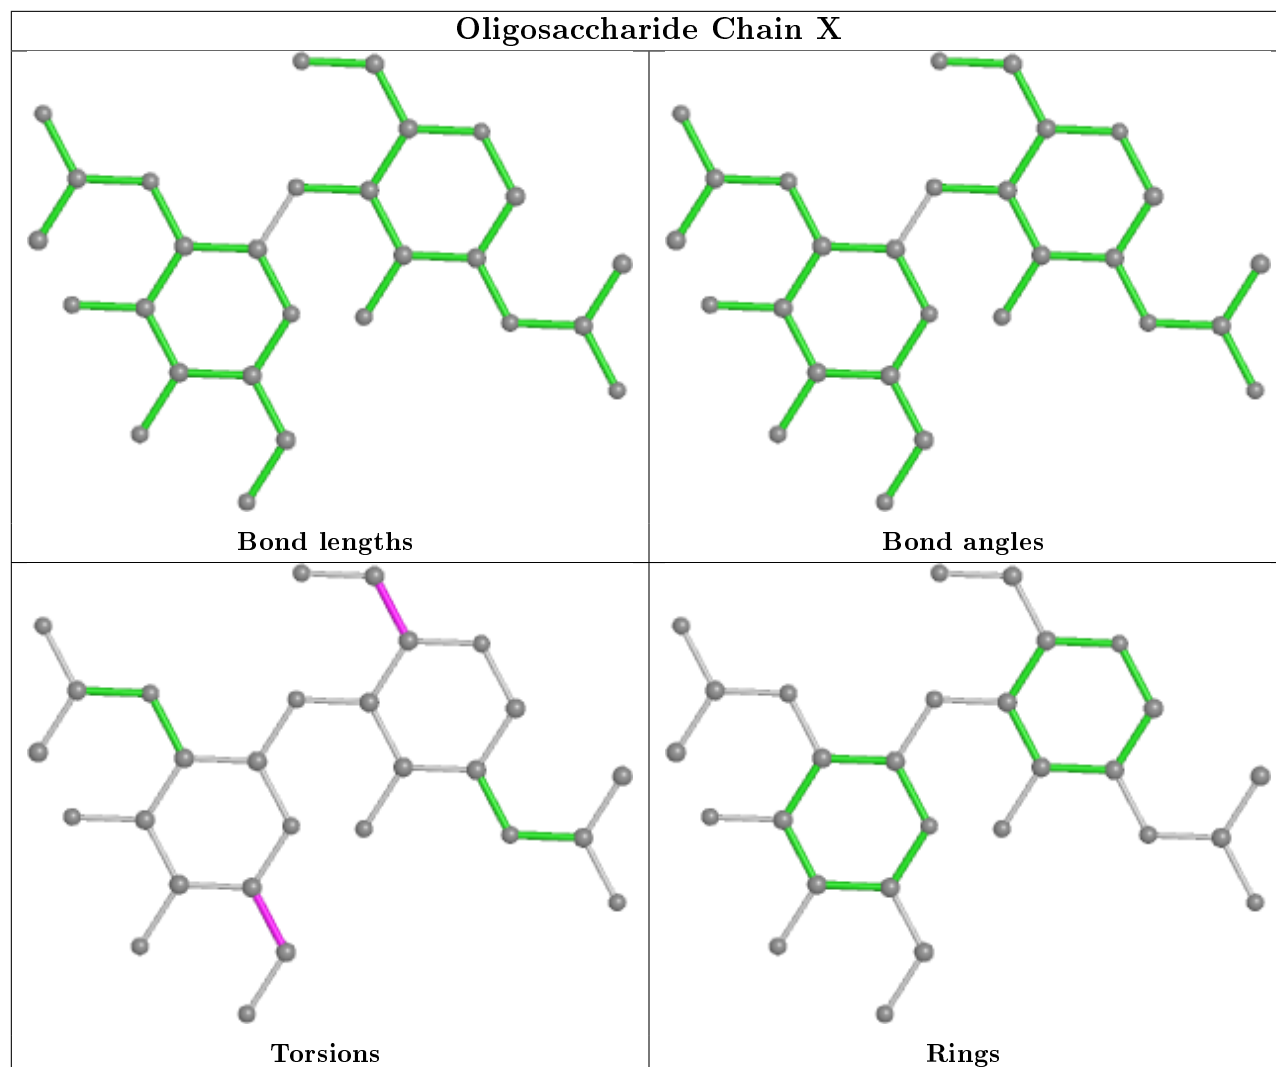 Oligosaccharide Chain X
Bond lengths
Bond angles
Torsions
Rings